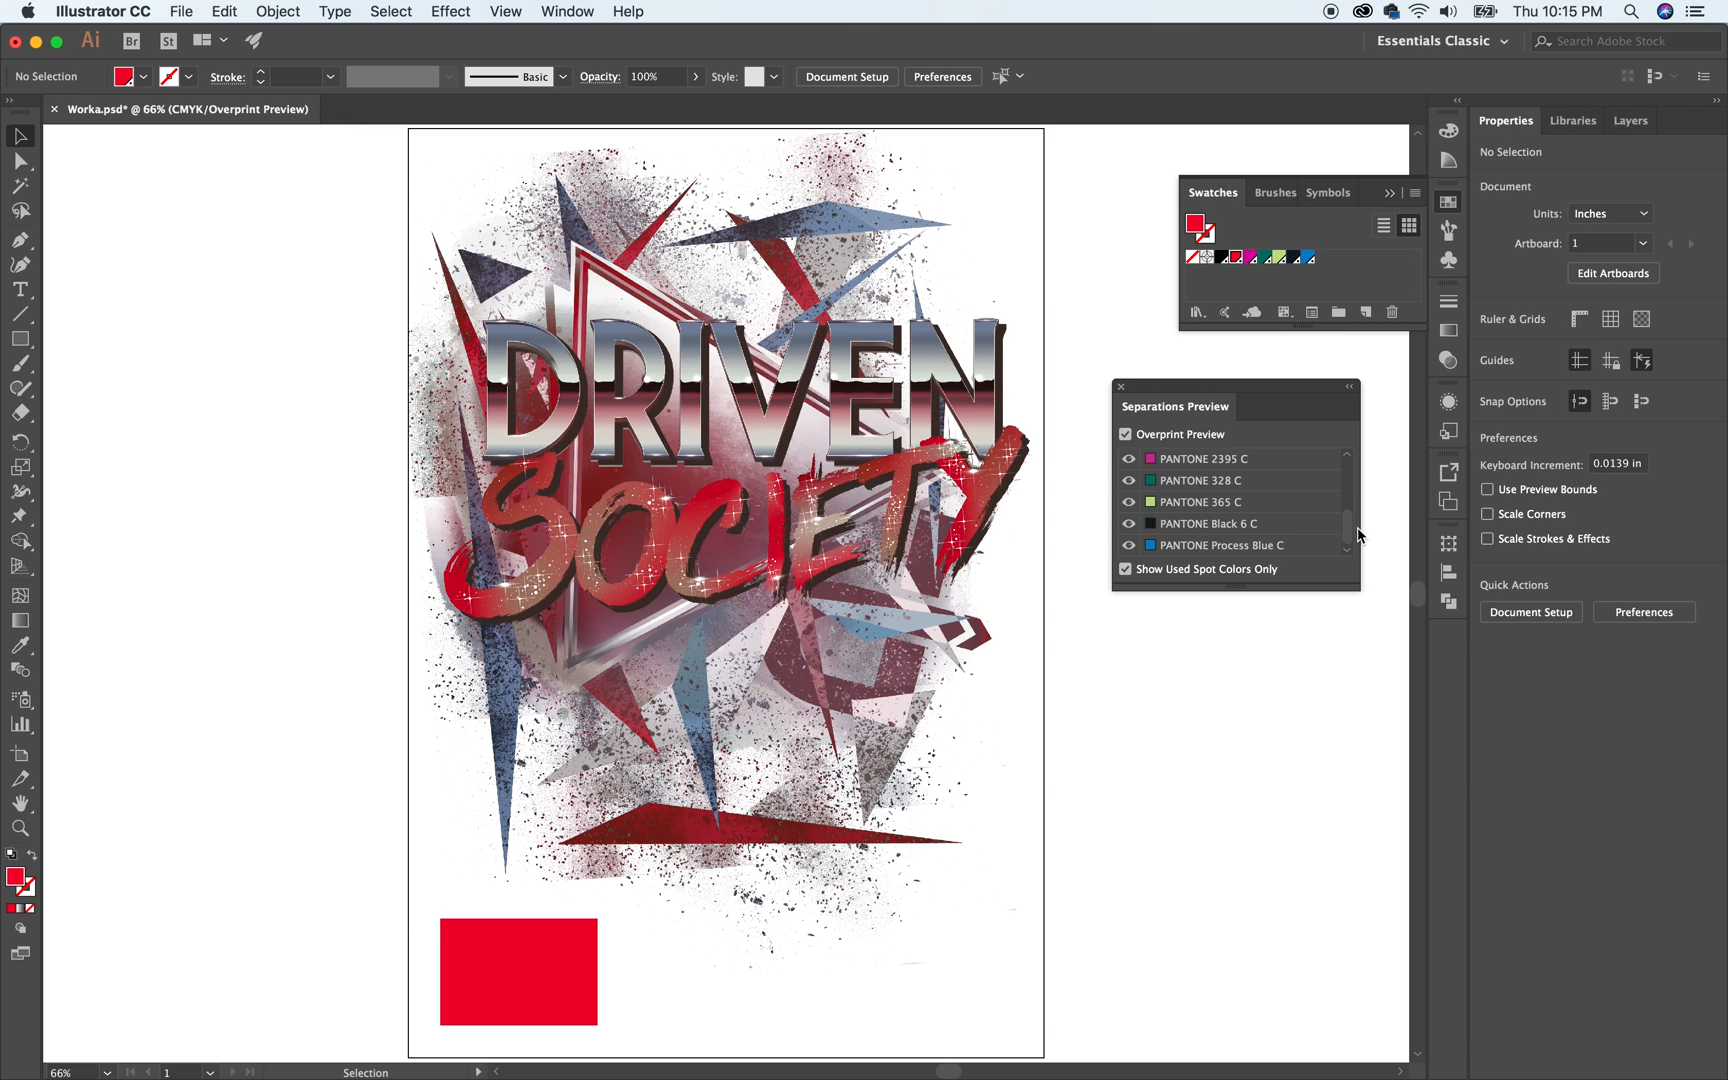 Illustrator CC File Edit Object Type Select Effect View Window Help
Thu 10:15 PM
Ai Br St
Essentials Classic
Search Adobe Stock
No Selection
Stroke:
Basic
Opacity: 100%
Style:
Document Setup
Preferences
Worka.psd* @ 66% (CMYK/Overprint Preview)
Properties Libraries Layers
No Selection
Document
Units: Inches
Artboard: 1
Edit Artboards
Ruler & Grids
Guides
Snap Options
Preferences
Keyboard Increment: 0.0139 in
Use Preview Bounds
Scale Corners
Scale Strokes & Effects
Quick Actions
Document Setup Preferences
Swatches Brushes Symbols
Separations Preview
Overprint Preview
PANTONE 2395 C
PANTONE 328 C
PANTONE 365 C
PANTONE Black 6 C
PANTONE Process Blue C
Show Used Spot Colors Only
DRIVEN
SOCIETY
66%
1
Selection